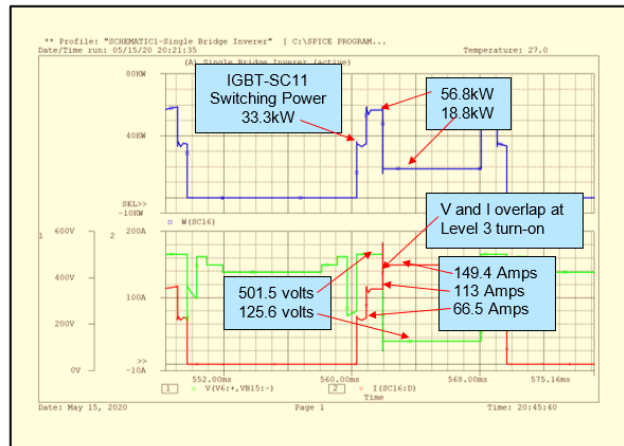 ** Profile: "SCHEMATIC1-Single Bridge Inverer"  [ C:\SPICE PROGRAM...
Date/Time run: 05/15/20 20:21:35
Temperature: 27.0
(A) Single Bridge Inverer (active)
80KW
40KW
SEL>>
-10KW
W(SC16)
IGBT-SC11
Switching Power
33.3kW
56.8kW
18.8kW
V and I overlap at
Level 3 turn-on
1
600V
2
200A
400V
200V
100A
0V
>>
-10A
501.5 volts
125.6 volts
149.4 Amps
113 Amps
66.5 Amps
552.00ms
560.00ms
568.00ms
575.16ms
1
V(V6:+,VB15:-)
2
I(SC16:D)
Time
Date: May 15, 2020
Page 1
Time: 20:45:40